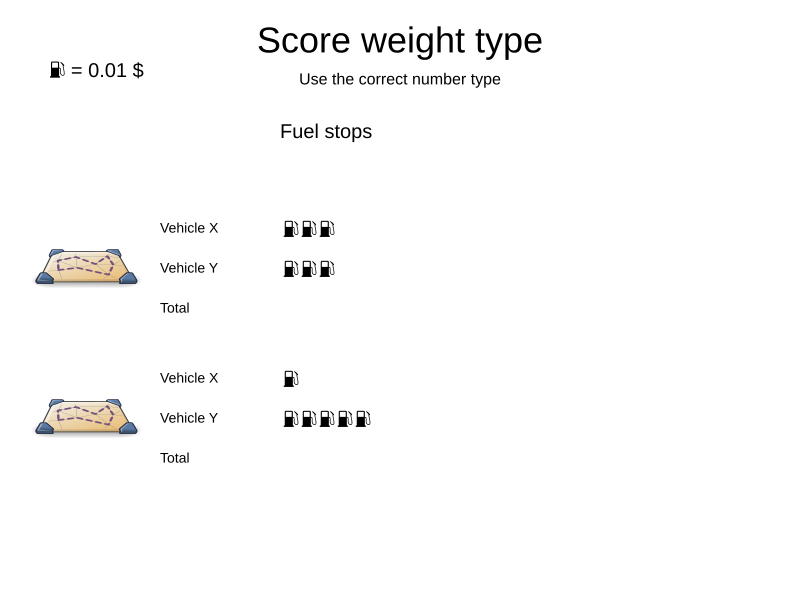 Score weight type
⛽ = 0.01 $
Use the correct number type
Fuel stops
Vehicle X ⛽⛽⛽
Vehicle Y ⛽⛽⛽
Total
Vehicle X ⛽
Vehicle Y ⛽⛽⛽⛽⛽
Total